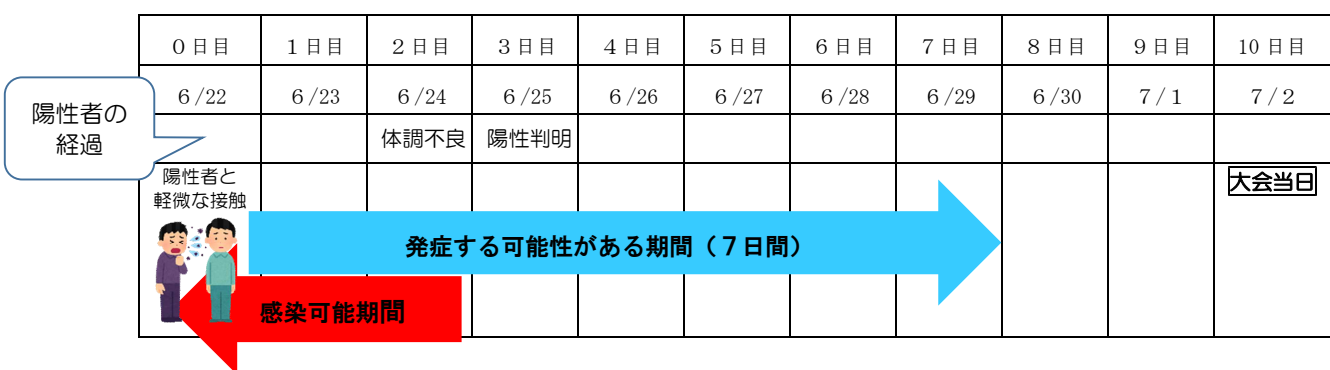 ０日目 １日目 ２日目 ３日目 ４日目 ５日目 ６日目 ７日目 ８日目 ９日目 10日目
6/22 6/23 6/24 6/25 6/26 6/27 6/28 6/29 6/30 7/1 7/2
陽性者の
経過
体調不良 陽性判明
陽性者と
軽微な接触
大会当日
発症する可能性がある期間（７日間）
感染可能期間